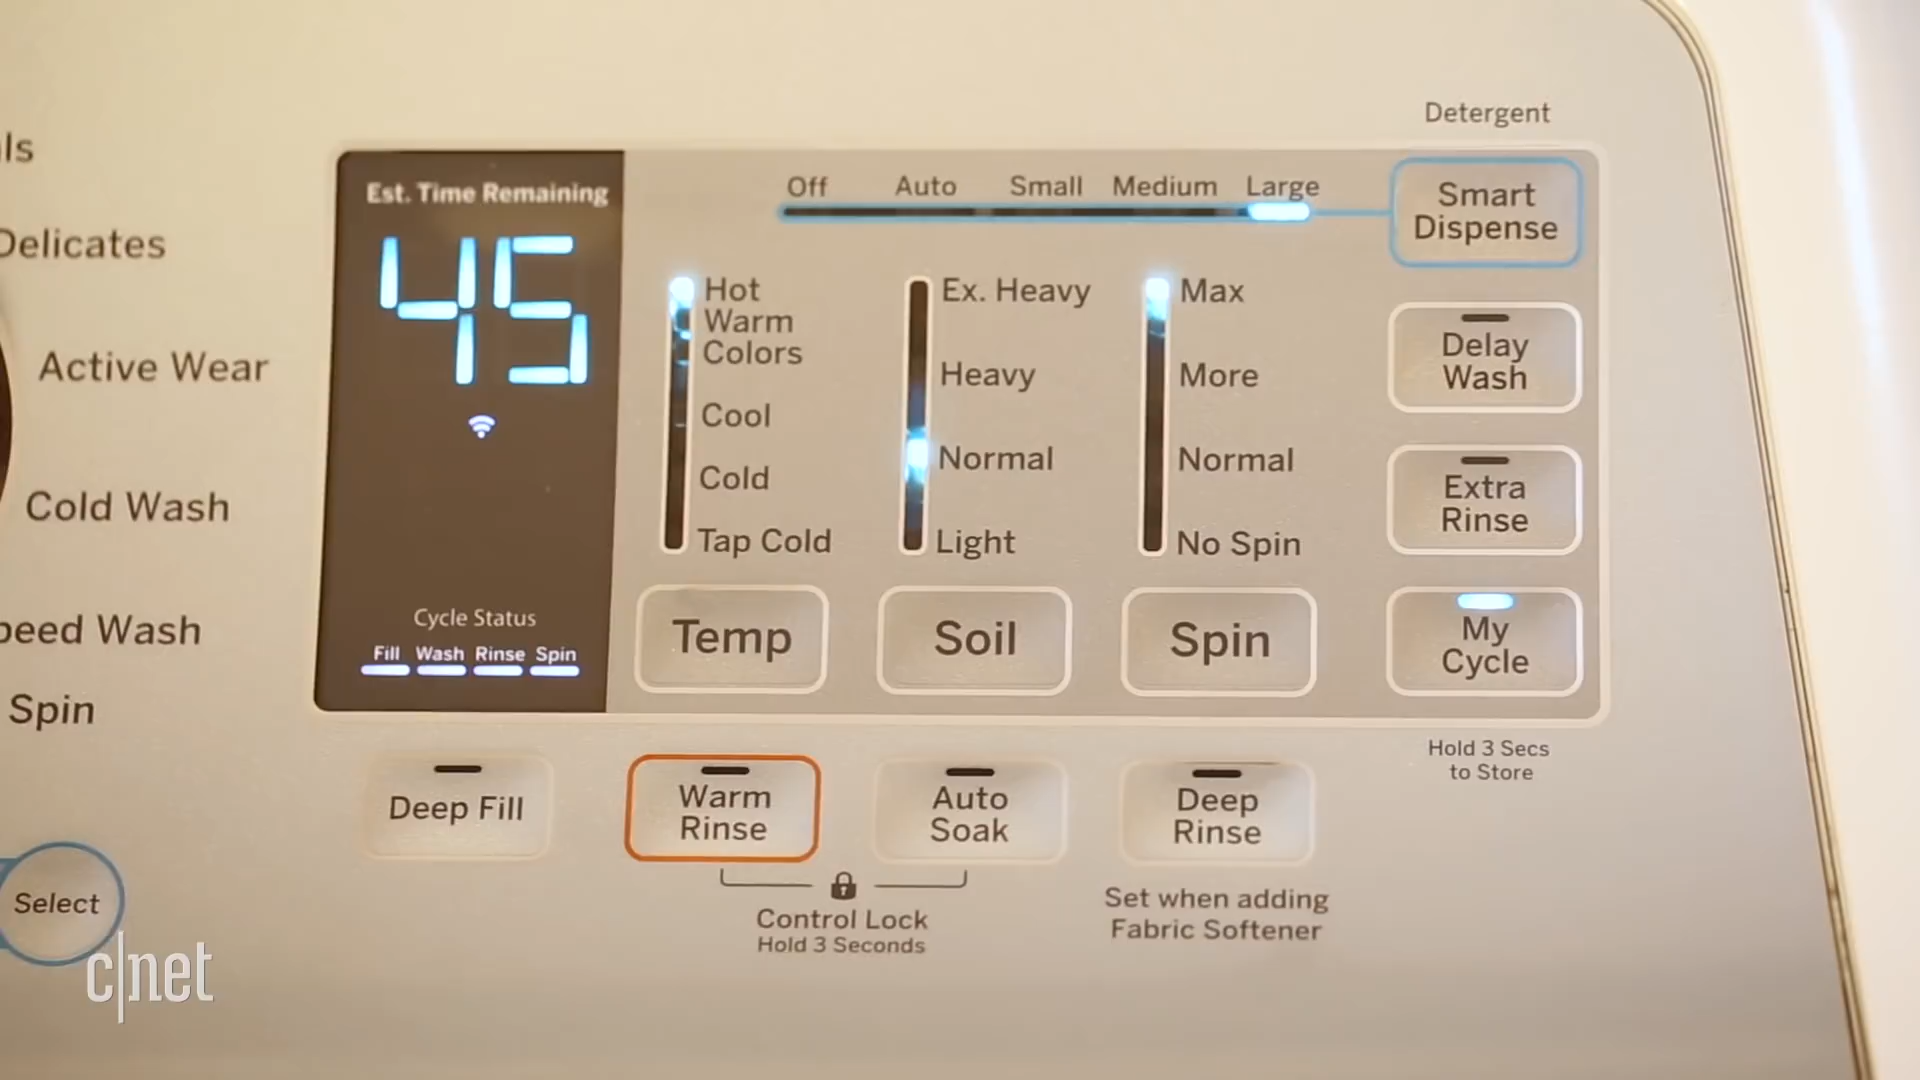 ls
Delicates
Active Wear
Cold Wash
peed Wash
Spin
Select
Est. Time Remaining
45
Cycle Status
Fill Wash Rinse Spin
Detergent
Off Auto Small Medium Large
Smart
Dispense
Hot
Warm
Colors
Cool
Cold
Tap Cold
Temp
Ex. Heavy
Heavy
Normal
Light
Soil
Max
More
Normal
No Spin
Spin
Delay
Wash
Extra
Rinse
My
Cycle
Hold 3 Secs
to Store
Deep Fill
Warm
Rinse
Auto
Soak
Control Lock
Hold 3 Seconds
Deep
Rinse
Set when adding
Fabric Softener
c|net